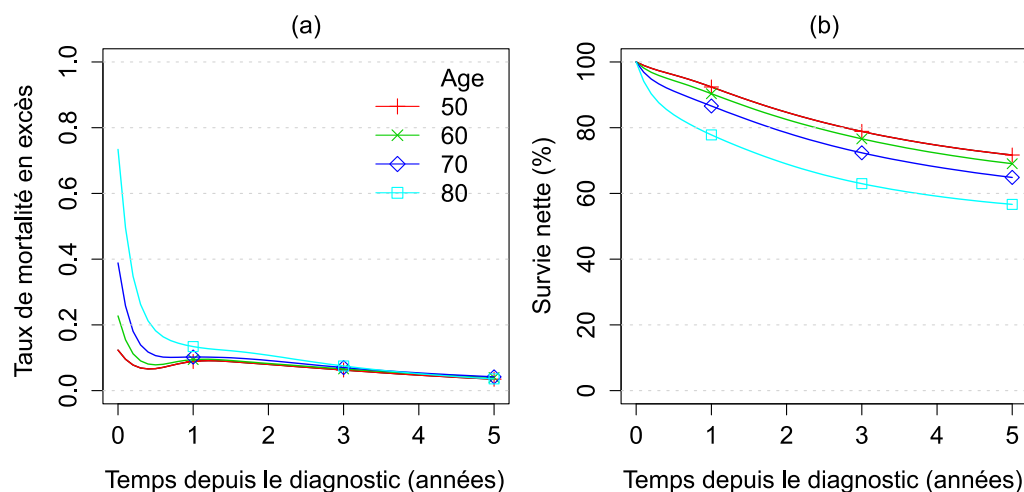 (a)
Taux de mortalité en excès
1.0
0.8
0.6
0.4
0.2
0.0
Age
50
60
70
80
0 1 2 3 4 5
Temps depuis le diagnostic (années)
(b)
Survie nette (%)
100
80
60
40
20
0
0 1 2 3 4 5
Temps depuis le diagnostic (années)